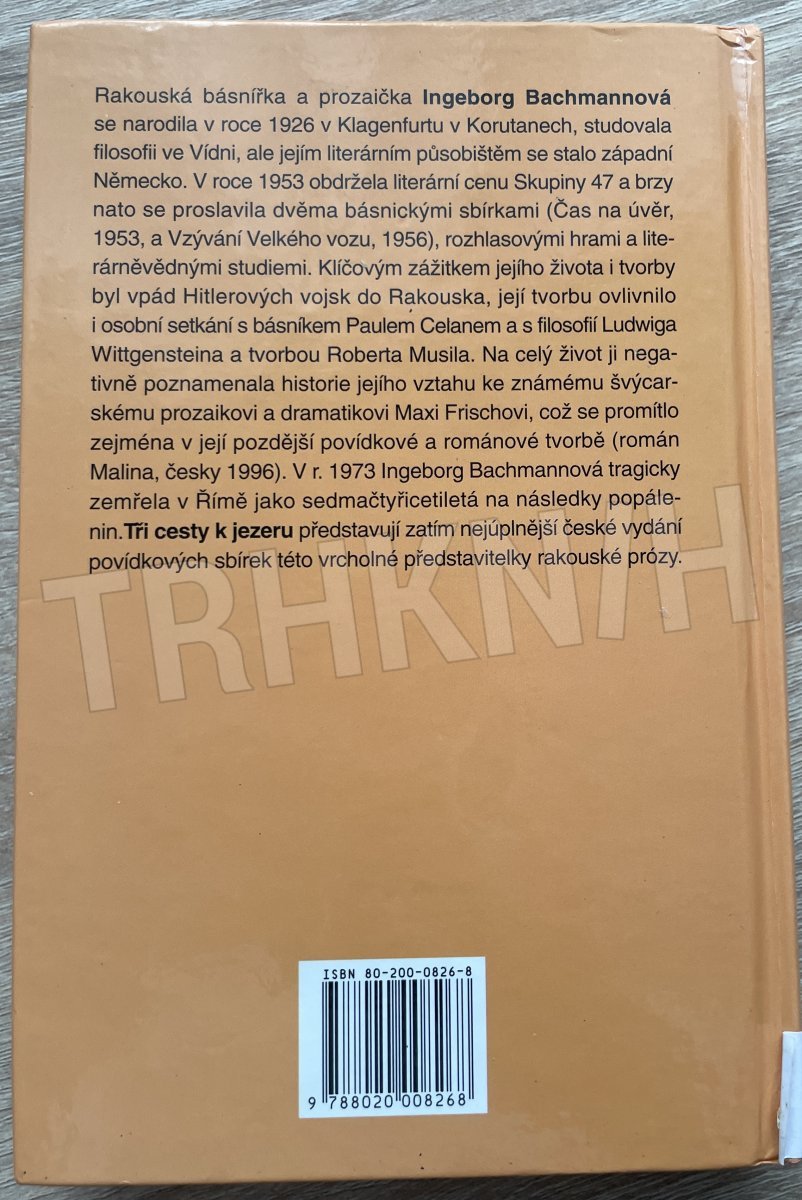 Rakouská básnířka a prozaička Ingeborg Bachmannová
se narodila v roce 1926 v Klagenfurtu v Korutanech, studovala
filosofii ve Vídni, ale jejím literárním působištěm se stalo západní
Německo. V roce 1953 obdržela literární cenu Skupiny 47 a brzy
nato se proslavila dvěma básnickými sbírkami (Čas na úvěr,
1953, a Vzývání Velkého vozu, 1956), rozhlasovými hrami a lite-
rárněvědnými studiemi. Klíčovým zážitkem jejího života i tvorby
byl vpád Hitlerových vojsk do Rakouska, její tvorbu ovlivnilo
i osobní setkání s básníkem Paulem Celanem a s filosofií Ludwiga
Wittgensteina a tvorbou Roberta Musila. Na celý život ji nega-
tivně poznamenala historie jejího vztahu ke známému švýcar-
skému prozaikovi a dramatikovi Maxi Frischovi, což se promítlo
zejména v její pozdější povídkové a románové tvorbě (román
Malina, česky 1996). V r. 1973 Ingeborg Bachmannová tragicky
zemřela v Římě jako sedmačtyřicetiletá na následky popále-
nin.Tři cesty k jezeru představují zatím nejúplnější české vydání
povídkových sbírek této vrcholné představitelky rakouské prózy.
TRHKNIH
ISBN 80-200-0826-8
9 788020 008268